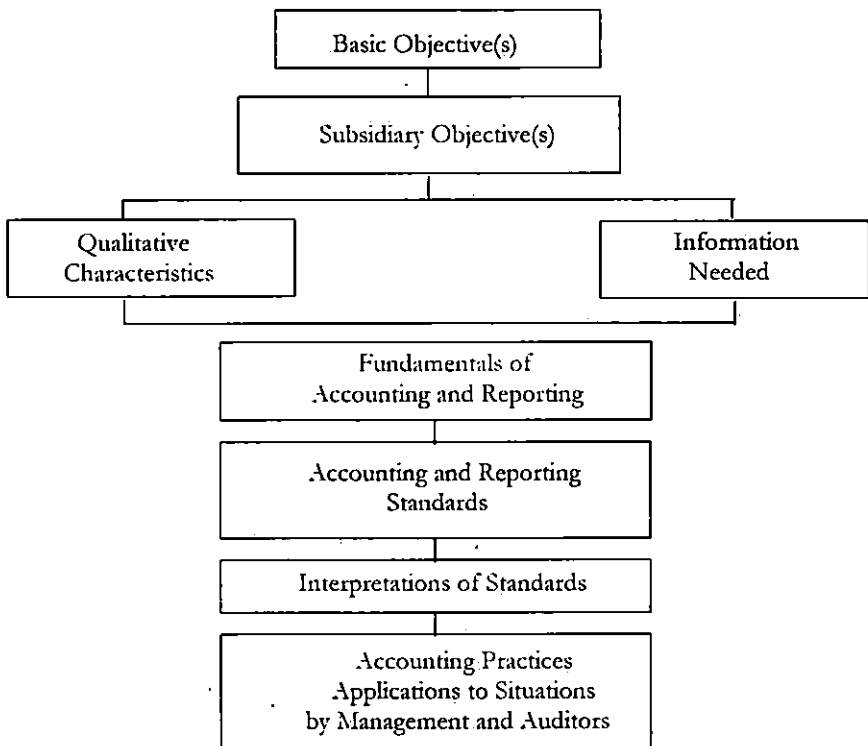 Basic Objective(s)
Subsidiary Objective(s)
Qualitative
Characteristics
Information
Needed
Fundamentals of
Accounting and Reporting
Accounting and Reporting
Standards
Interpretations of Standards
Accounting Practices
Applications to Situations
by Management and Auditors